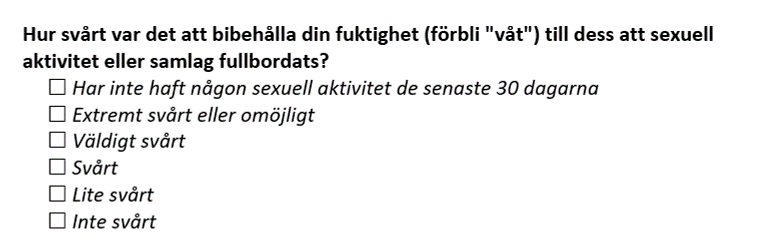 Hur svårt var det att bibehålla din fuktighet (förbli "våt") till dess att sexuell
aktivitet eller samlag fullbordats?
☐ Har inte haft någon sexuell aktivitet de senaste 30 dagarna
☐ Extremt svårt eller omöjligt
☐ Väldigt svårt
☐ Svårt
☐ Lite svårt
☐ Inte svårt